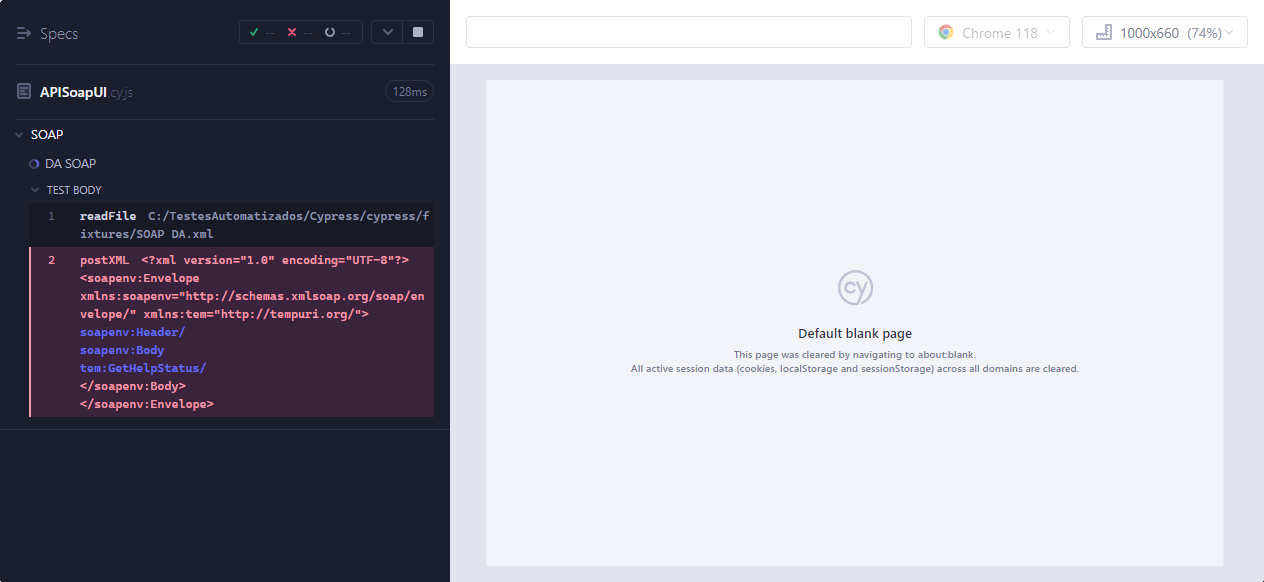 Specs
✓ -- ✗ -- --
APISoapUI.cy.js 128ms
SOAP
DA SOAP
TEST BODY
1 readFile C:/TestesAutomatizados/Cypress/cypress/f
ixtures/SOAP DA.xml
2 postXML <?xml version="1.0" encoding="UTF-8"?>
<soapenv:Envelope
xmlns:soapenv="http://schemas.xmlsoap.org/soap/en
velope/" xmlns:tem="http://tempuri.org/">
soapenv:Header/
soapenv:Body
tem:GetHelpStatus/
</soapenv:Body>
</soapenv:Envelope>
Chrome 118
1000x660 (74%)
cy
Default blank page
This page was cleared by navigating to about:blank.
All active session data (cookies, localStorage and sessionStorage) across all domains are cleared.